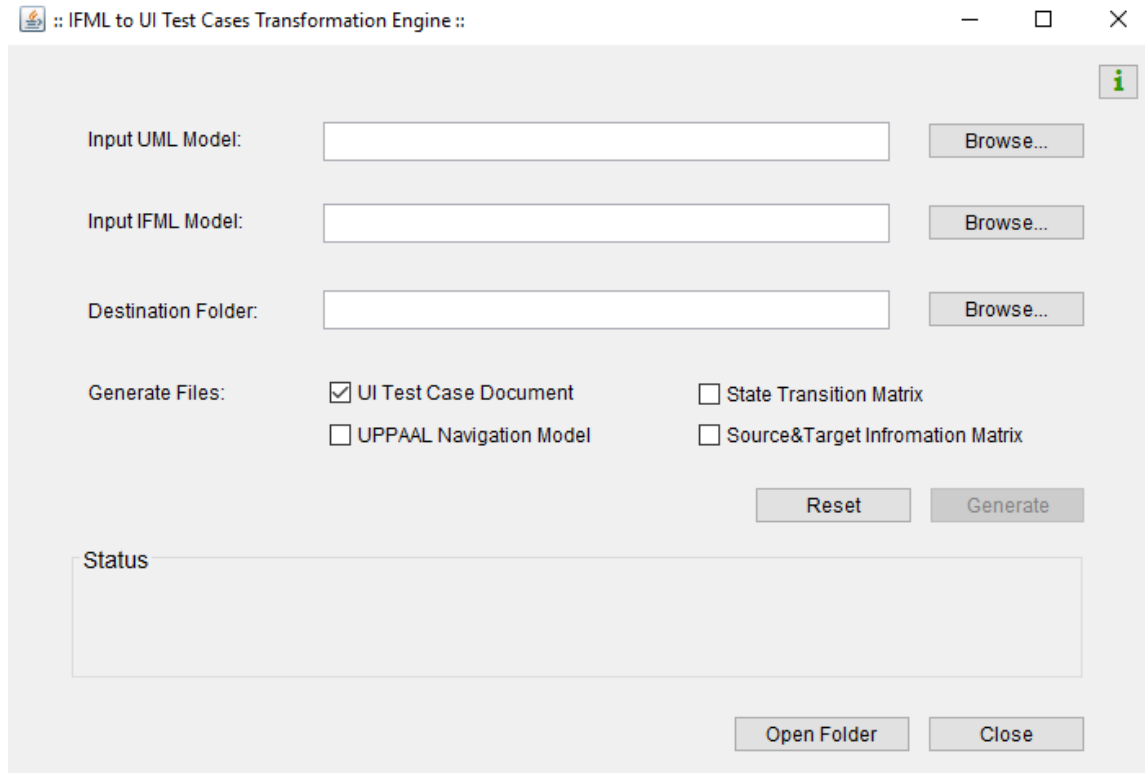 :: IFML to UI Test Cases Transformation Engine ::
i
Input UML Model:
Browse...
Input IFML Model:
Browse...
Destination Folder:
Browse...
Generate Files:
UI Test Case Document
State Transition Matrix
UPPAAL Navigation Model
Source&Target Infromation Matrix
Reset
Generate
Status
Open Folder
Close